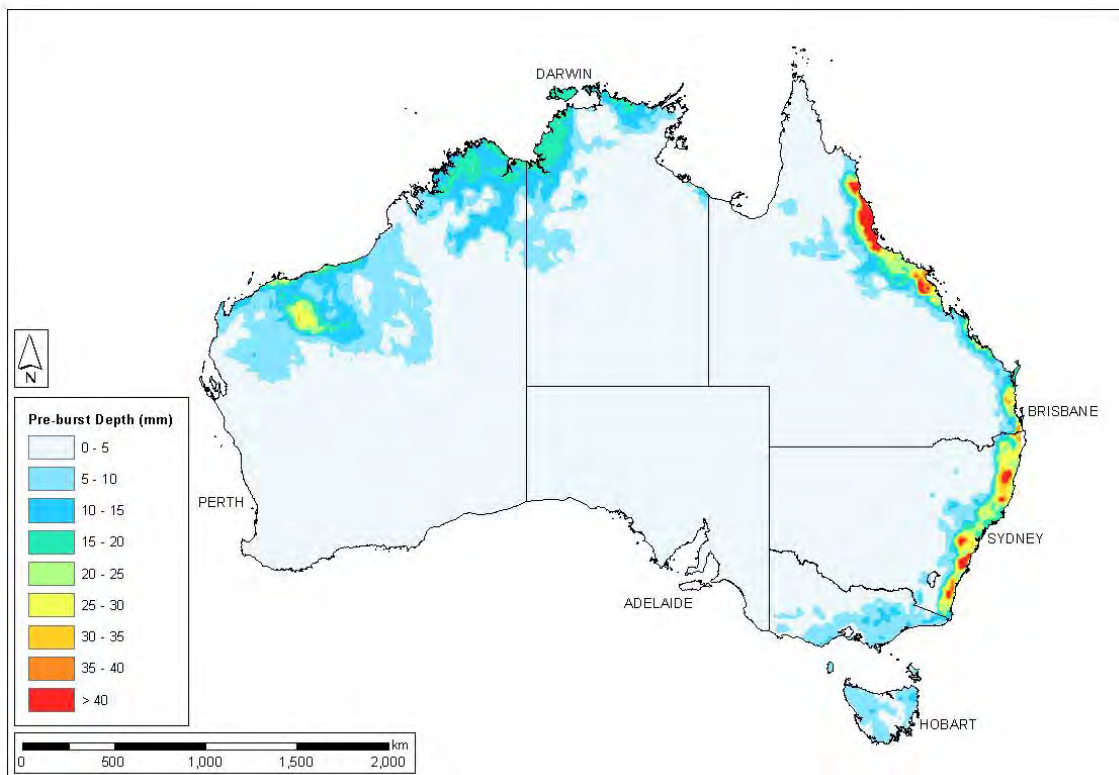 DARWIN
BRISBANE
PERTH
SYDNEY
ADELAIDE
HOBART
N
Pre-burst Depth (mm)
0 - 5
5 - 10
10 - 15
15 - 20
20 - 25
25 - 30
30 - 35
35 - 40
> 40
km
0 500 1,000 1,500 2,000